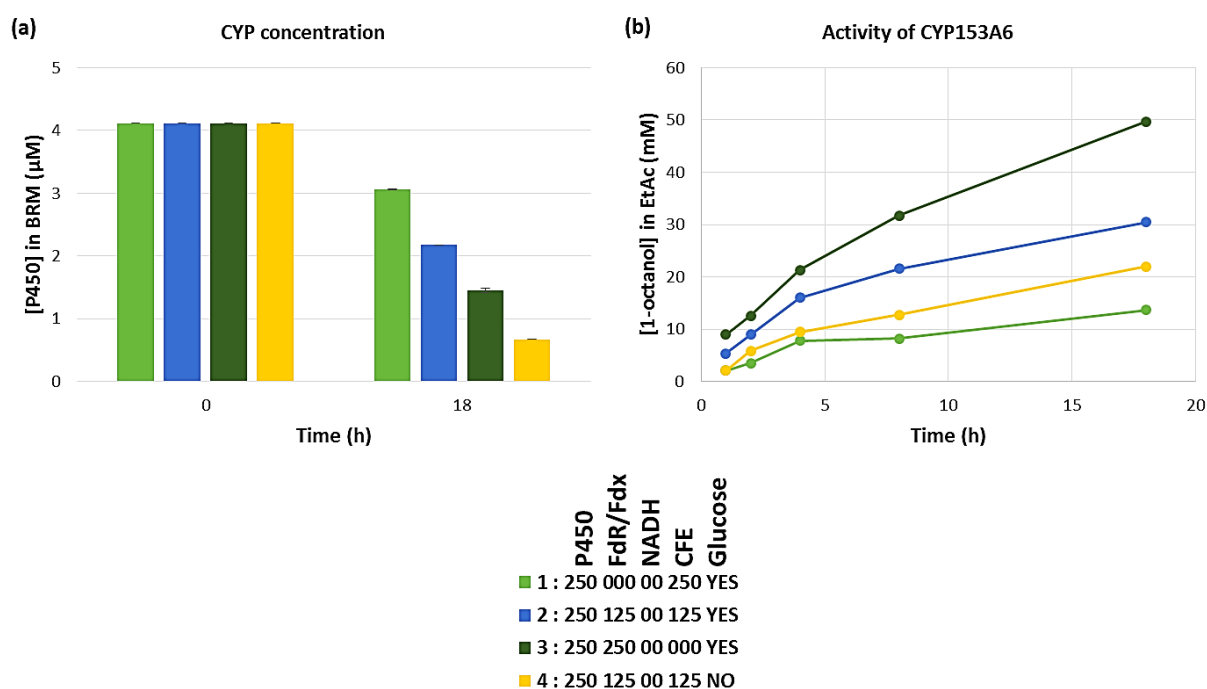 (a)
CYP concentration
[P450] in BRM (µM)
5
4
3
2
1
0
0
18
Time (h)
(b)
Activity of CYP153A6
[1-octanol] in EtAc (mM)
60
50
40
30
20
10
0
0
5
10
15
20
Time (h)
P450
FdR/Fdx
NADH
CFE
Glucose
1 : 250 000 00 250 YES
2 : 250 125 00 125 YES
3 : 250 250 00 000 YES
4 : 250 125 00 125 NO